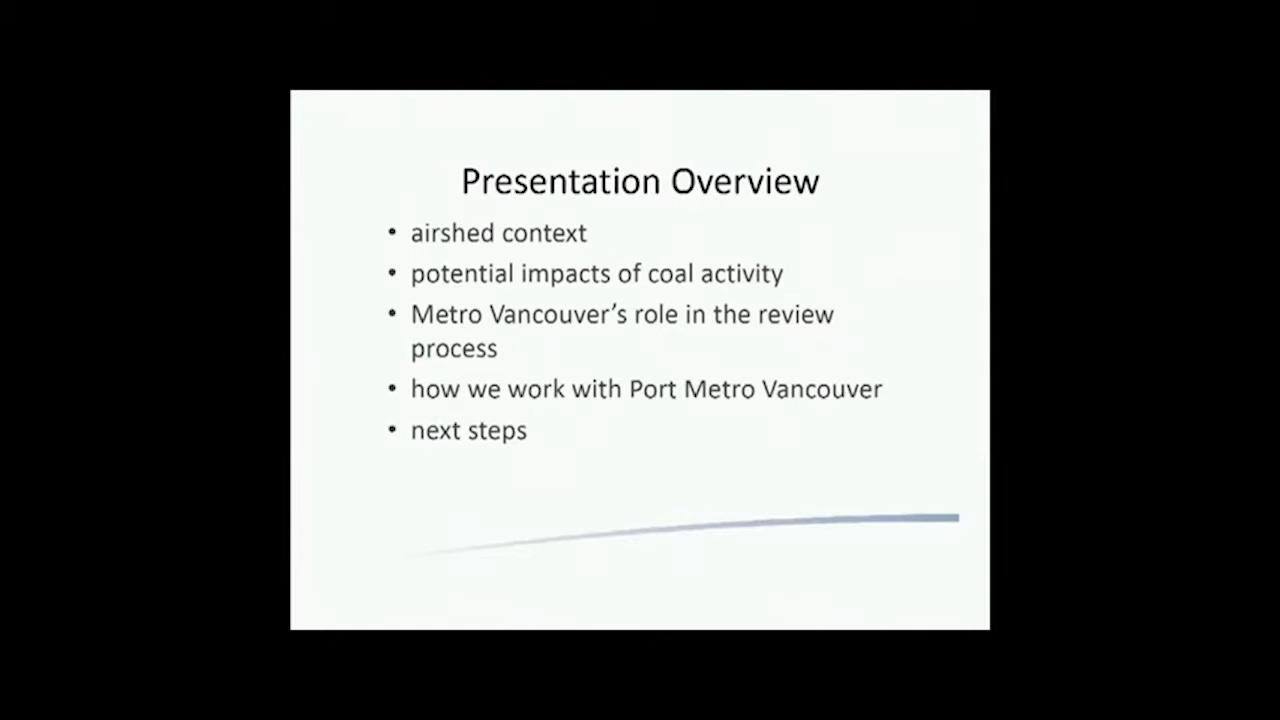 Presentation Overview
• airshed context
• potential impacts of coal activity
• Metro Vancouver’s role in the review
process
• how we work with Port Metro Vancouver
• next steps